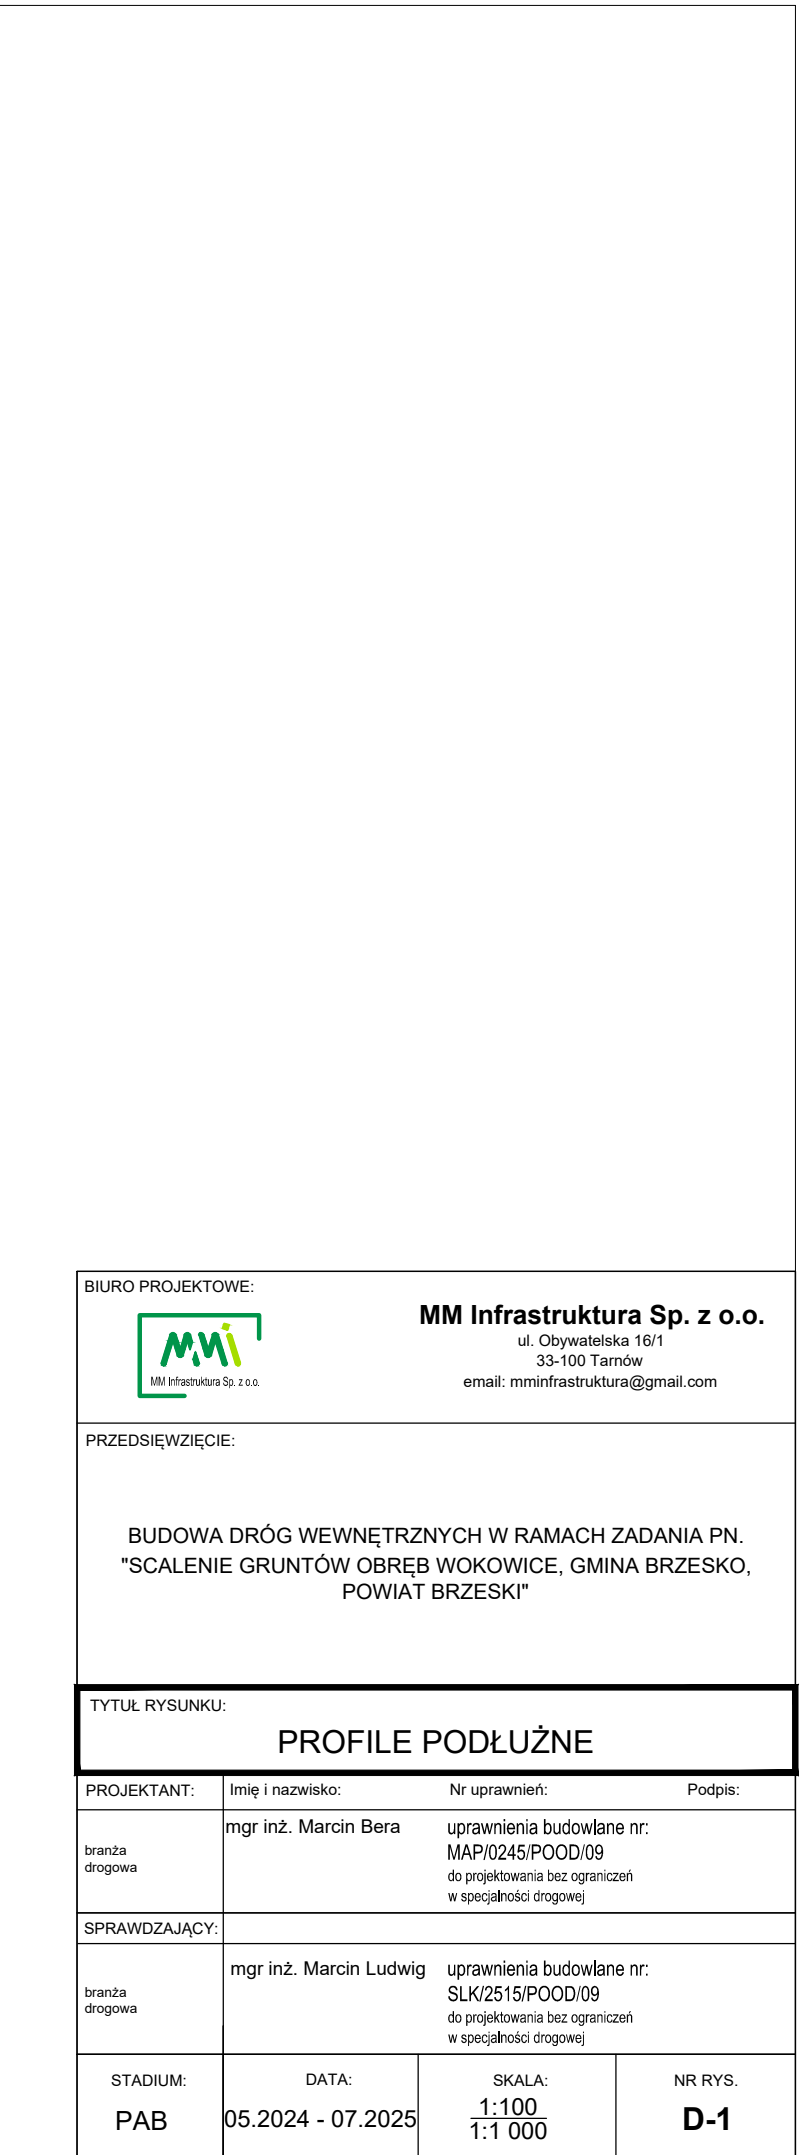 BIURO PROJEKTOWE:
MMi
MM Infrastruktura Sp. z o.o.
MM Infrastruktura Sp. z o.o.
ul. Obywatelska 16/1
33-100 Tarnów
email: mminfrastruktura@gmail.com
PRZEDSIĘWZIĘCIE:
BUDOWA DRÓG WEWNĘTRZNYCH W RAMACH ZADANIA PN.
"SCALENIE GRUNTÓW OBRĘB WOKOWICE, GMINA BRZESKO,
POWIAT BRZESKI"
TYTUŁ RYSUNKU:
PROFILE PODŁUŻNE
PROJEKTANT: Imię i nazwisko: Nr uprawnień: Podpis:
branża
drogowa
mgr inż. Marcin Bera
uprawnienia budowlane nr:
MAP/0245/POOD/09
do projektowania bez ograniczeń
w specjalności drogowej
SPRAWDZAJĄCY:
branża
drogowa
mgr inż. Marcin Ludwig
uprawnienia budowlane nr:
SLK/2515/POOD/09
do projektowania bez ograniczeń
w specjalności drogowej
STADIUM: DATA: SKALA: NR RYS.
PAB 05.2024 - 07.2025 1:100 D-1
1:1 000